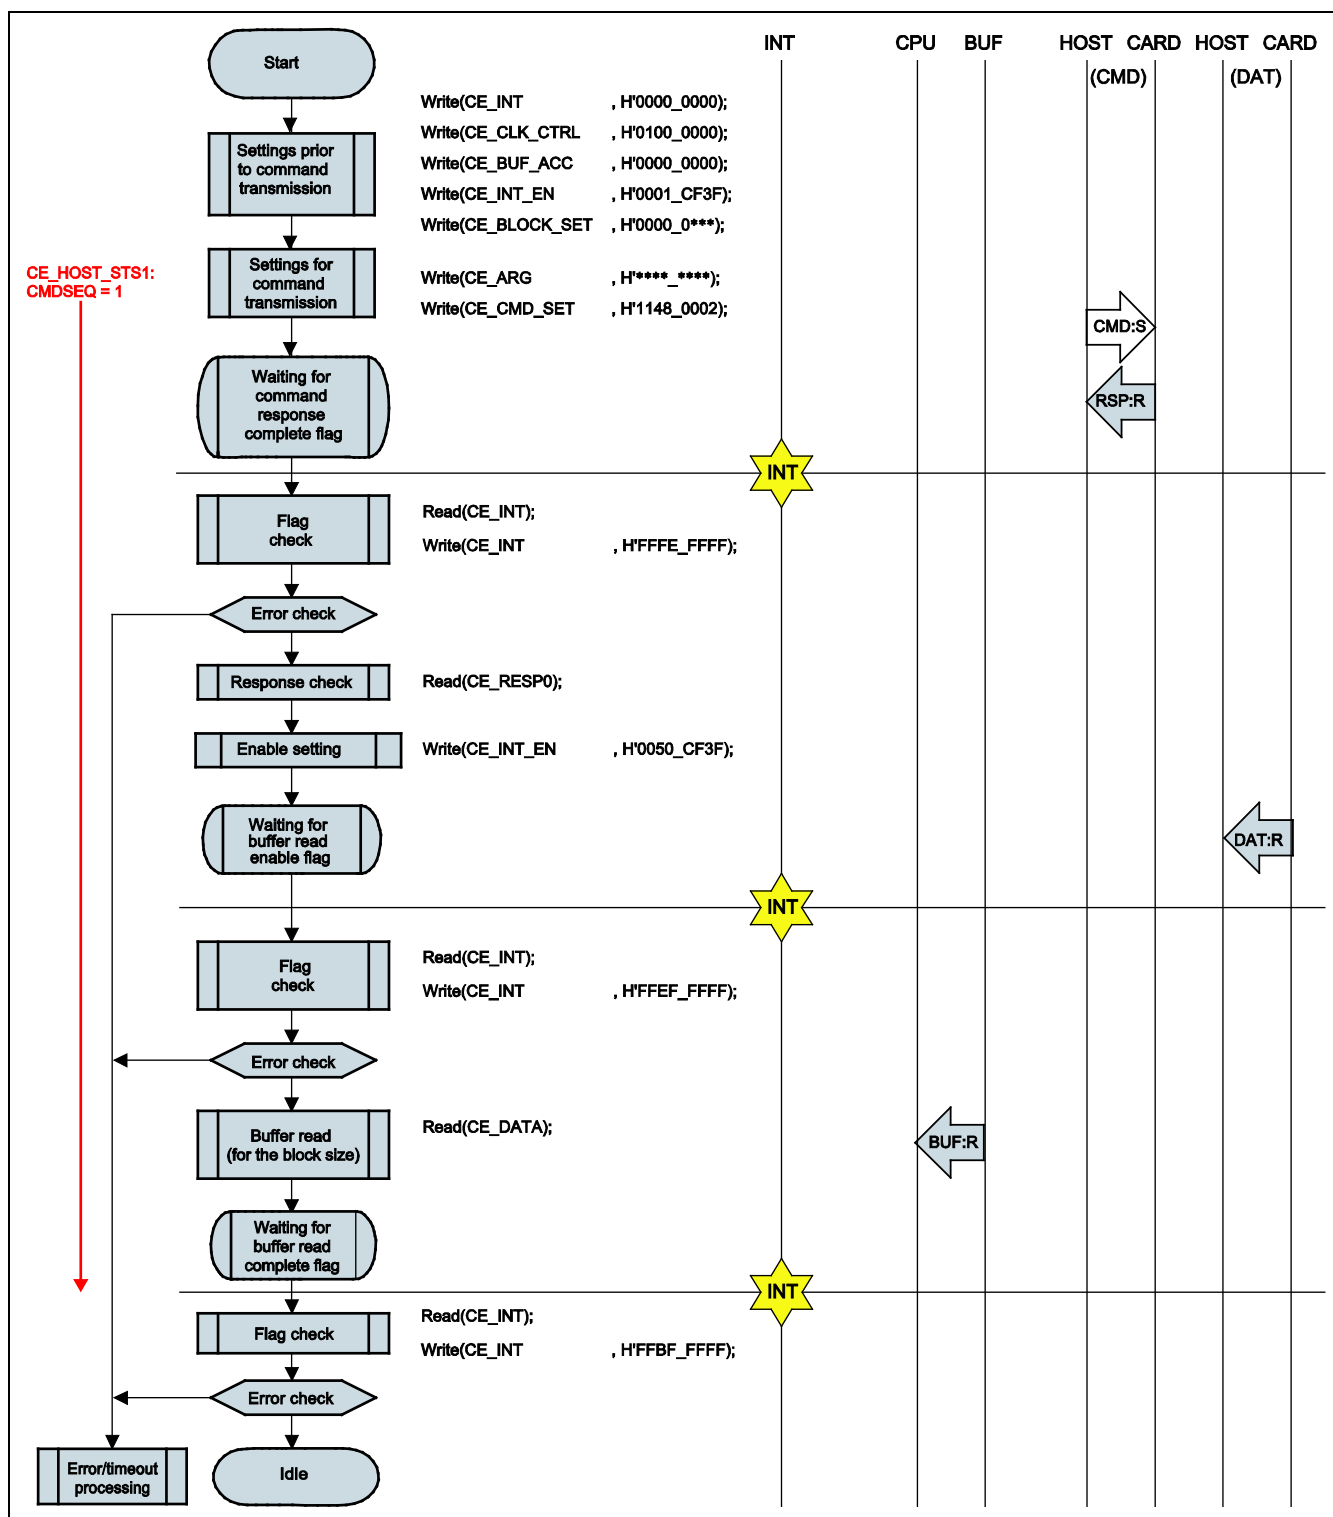 INT CPU BUF HOST CARD HOST CARD
(CMD) (DAT)
Start
Write(CE_INT , H'0000_0000);
Write(CE_CLK_CTRL , H'0100_0000);
Settings prior
to command
transmission
Write(CE_BUF_ACC , H'0000_0000);
Write(CE_INT_EN , H'0001_CF3F);
Write(CE_BLOCK_SET , H'0000_0***);
CE_HOST_STS1:
CMDSEQ = 1
Settings for
command
transmission
Write(CE_ARG , H'****_****);
Write(CE_CMD_SET , H'1148_0002);
CMD:S
Waiting for
command
response
complete flag
RSP:R
INT
Flag
check
Read(CE_INT);
Write(CE_INT , H'FFFE_FFFF);
Error check
Response check
Read(CE_RESP0);
Enable setting
Write(CE_INT_EN , H'0050_CF3F);
Waiting for
buffer read
enable flag
DAT:R
INT
Flag
check
Read(CE_INT);
Write(CE_INT , H'FFEF_FFFF);
Error check
Buffer read
(for the block size)
Read(CE_DATA);
BUF:R
Waiting for
buffer read
complete flag
INT
Flag check
Read(CE_INT);
Write(CE_INT , H'FFBF_FFFF);
Error check
Error/timeout
processing
Idle